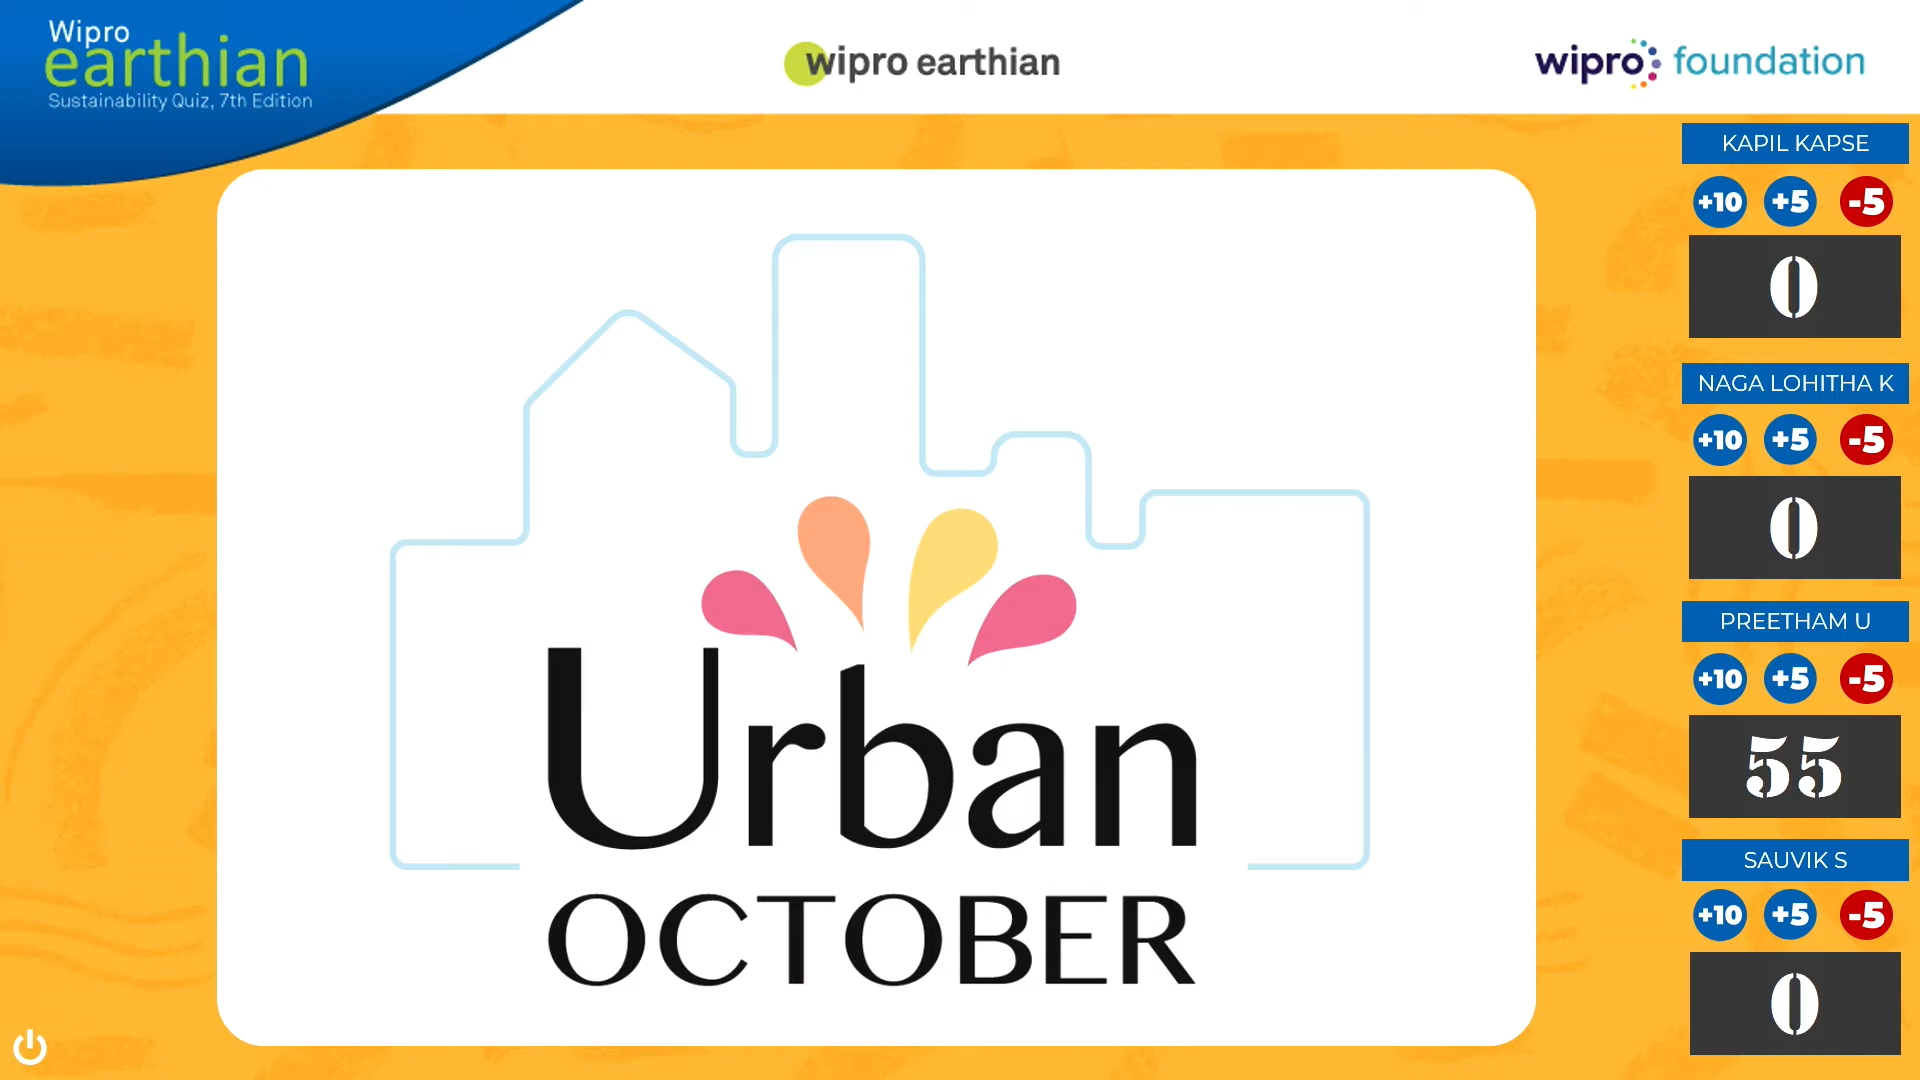 Wipro
earthian
Sustainability Quiz, 7th Edition
wipro earthian
wipro foundation
Urban
OCTOBER
KAPIL KAPSE
+10 +5 -5
0
NAGA LOHITHA K
+10 +5 -5
0
PREETHAM U
+10 +5 -5
55
SAUVIK S
+10 +5 -5
0